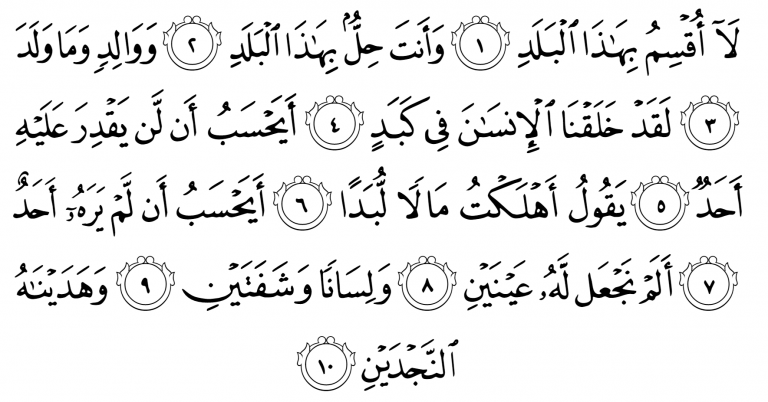 لَآ أُقْسِمُ بِهَٰذَا ٱلْبَلَدِ ١ وَأَنتَ حِلٌّۢ بِهَٰذَا ٱلْبَلَدِ ٢ وَوَالِدٍۢ وَمَا وَلَدَ
٣ لَقَدْ خَلَقْنَا ٱلْإِنسَٰنَ فِى كَبَدٍ ٤ أَيَحْسَبُ أَن لَّن يَقْدِرَ عَلَيْهِ
أَحَدٌۭ ٥ يَقُولُ أَهْلَكْتُ مَالًۭا لُّبَدًا ٦ أَيَحْسَبُ أَن لَّمْ يَرَهُۥٓ أَحَدٌ
٧ أَلَمْ نَجْعَل لَّهُۥ عَيْنَيْنِ ٨ وَلِسَانًۭا وَشَفَتَيْنِ ٩ وَهَدَيْنَٰهُ
ٱلنَّجْدَيْنِ ١٠